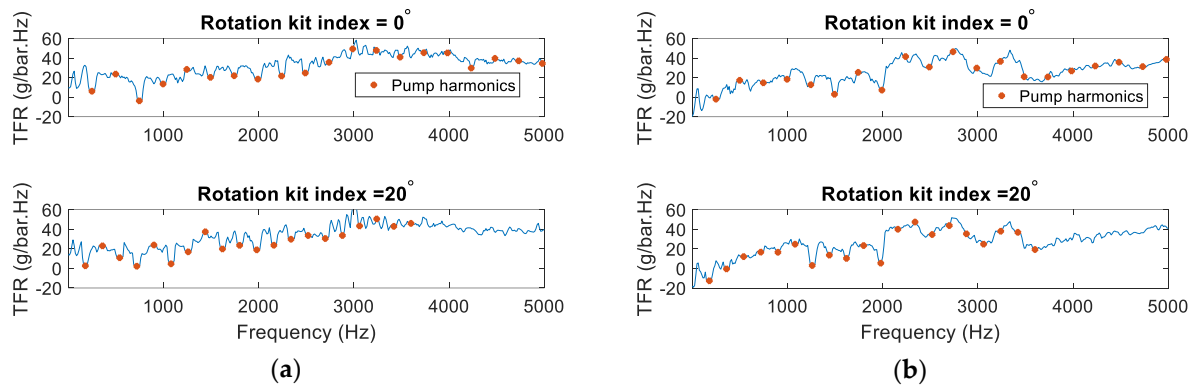 (a)
Rotation kit index = 0°
TFR (g/bar.Hz)
60
40
20
0
-20
Pump harmonics
1000 2000 3000 4000 5000
Rotation kit index =20°
TFR (g/bar.Hz)
60
40
20
0
-20
1000 2000 3000 4000 5000
Frequency (Hz)
(a)
(b)
Rotation kit index = 0°
TFR (g/bar.Hz)
60
40
20
0
-20
Pump harmonics
1000 2000 3000 4000 5000
Rotation kit index =20°
TFR (g/bar.Hz)
60
40
20
0
-20
1000 2000 3000 4000 5000
Frequency (Hz)
(b)